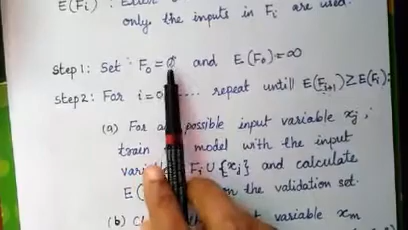 E(Fi) :
only the inputs in Fi are used.
Step 1: Set F₀ = ∅ and E(F₀) = ∞
Step 2: For i = 0, ..... repeat until E(Fi+1) ≥ E(Fi)
(a) For possible input variable xj,
train model with the input
Fi ∪ {xj} and calculate
on the validation set.
(b) variable xm